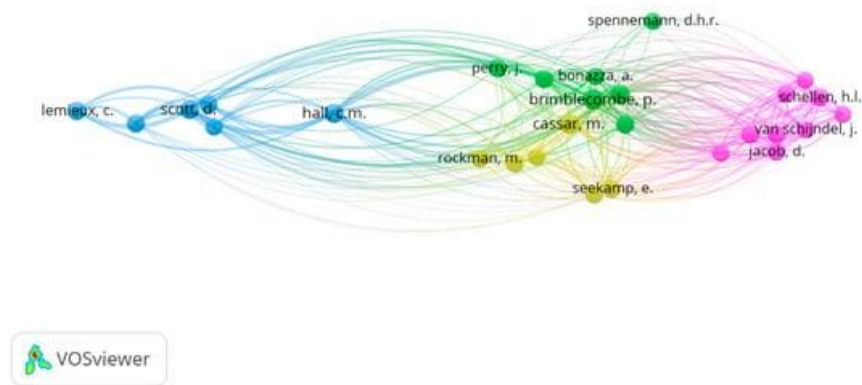 spennemann, d.h.r.
perry, j.
bonazza, a.
schellen, h.l.
brimblecombe, p.
lemieux, c.
scott, d.
hall, c.m.
cassar, m.
van schijndel, j.
jacob, d.
rockman, m.
seekamp, e.
VOSviewer